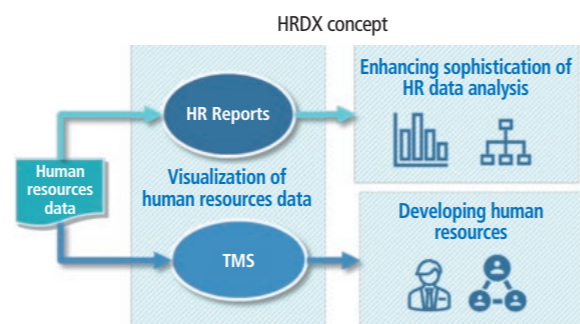 HRDX concept
Human
resources
data
HR Reports
Visualization of
human resources data
TMS
Enhancing sophistication of
HR data analysis
Developing human
resources